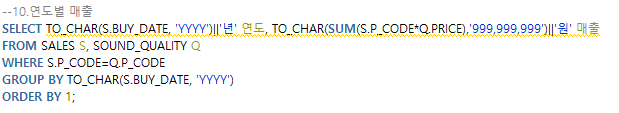 --10.연도별 매출
SELECT TO_CHAR(S.BUY_DATE, 'YYYY')||'년' 연도, TO_CHAR(SUM(S.P_CODE*Q.PRICE),'999,999,999')||'원' 매출
FROM SALES S, SOUND_QUALITY Q
WHERE S.P_CODE=Q.P_CODE
GROUP BY TO_CHAR(S.BUY_DATE, 'YYYY')
ORDER BY 1;